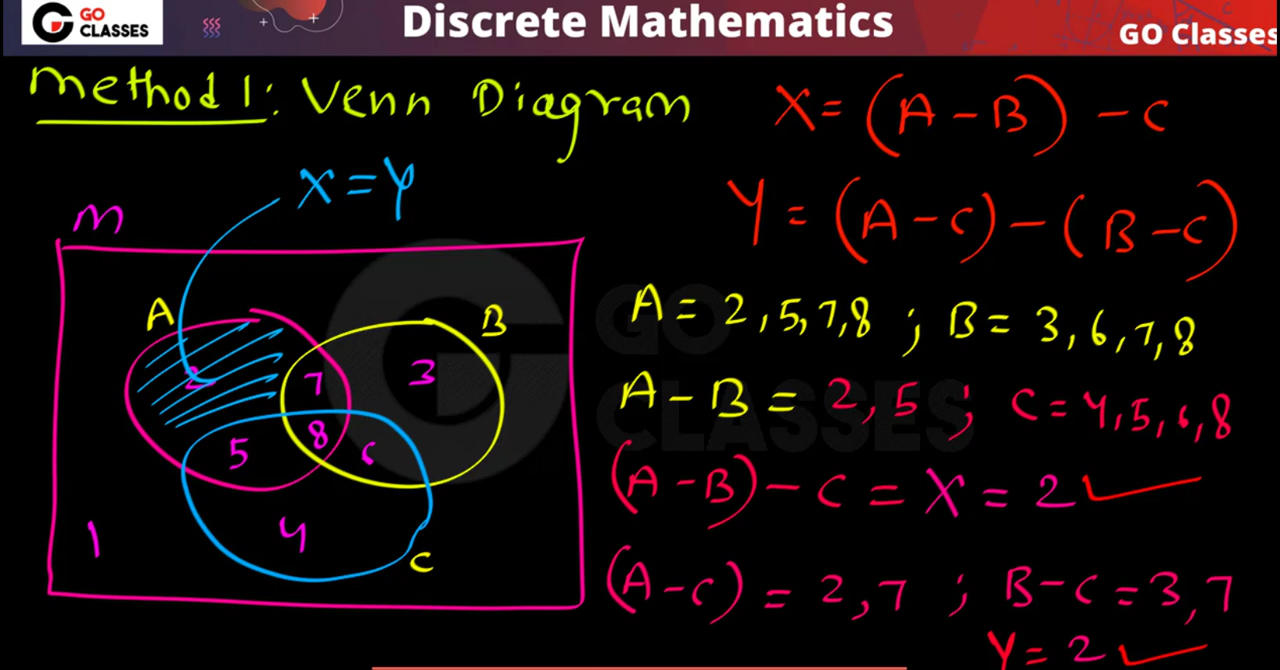 GO
CLASSES
Discrete Mathematics
GO Classes
Method 1: Venn Diagram
X = (A - B) - C
X = Y
Y = (A - C) - (B - C)
M
A
B
2
7
3
5
8
6
1
4
C
A = 2,5,7,8 ; B = 3,6,7,8
A - B = 2,5 ; C = 4,5,6,8
(A - B) - C = X = 2 ✓
(A - C) = 2,7 ; B - C = 3,7
Y = 2 ✓
GO
CLASSES